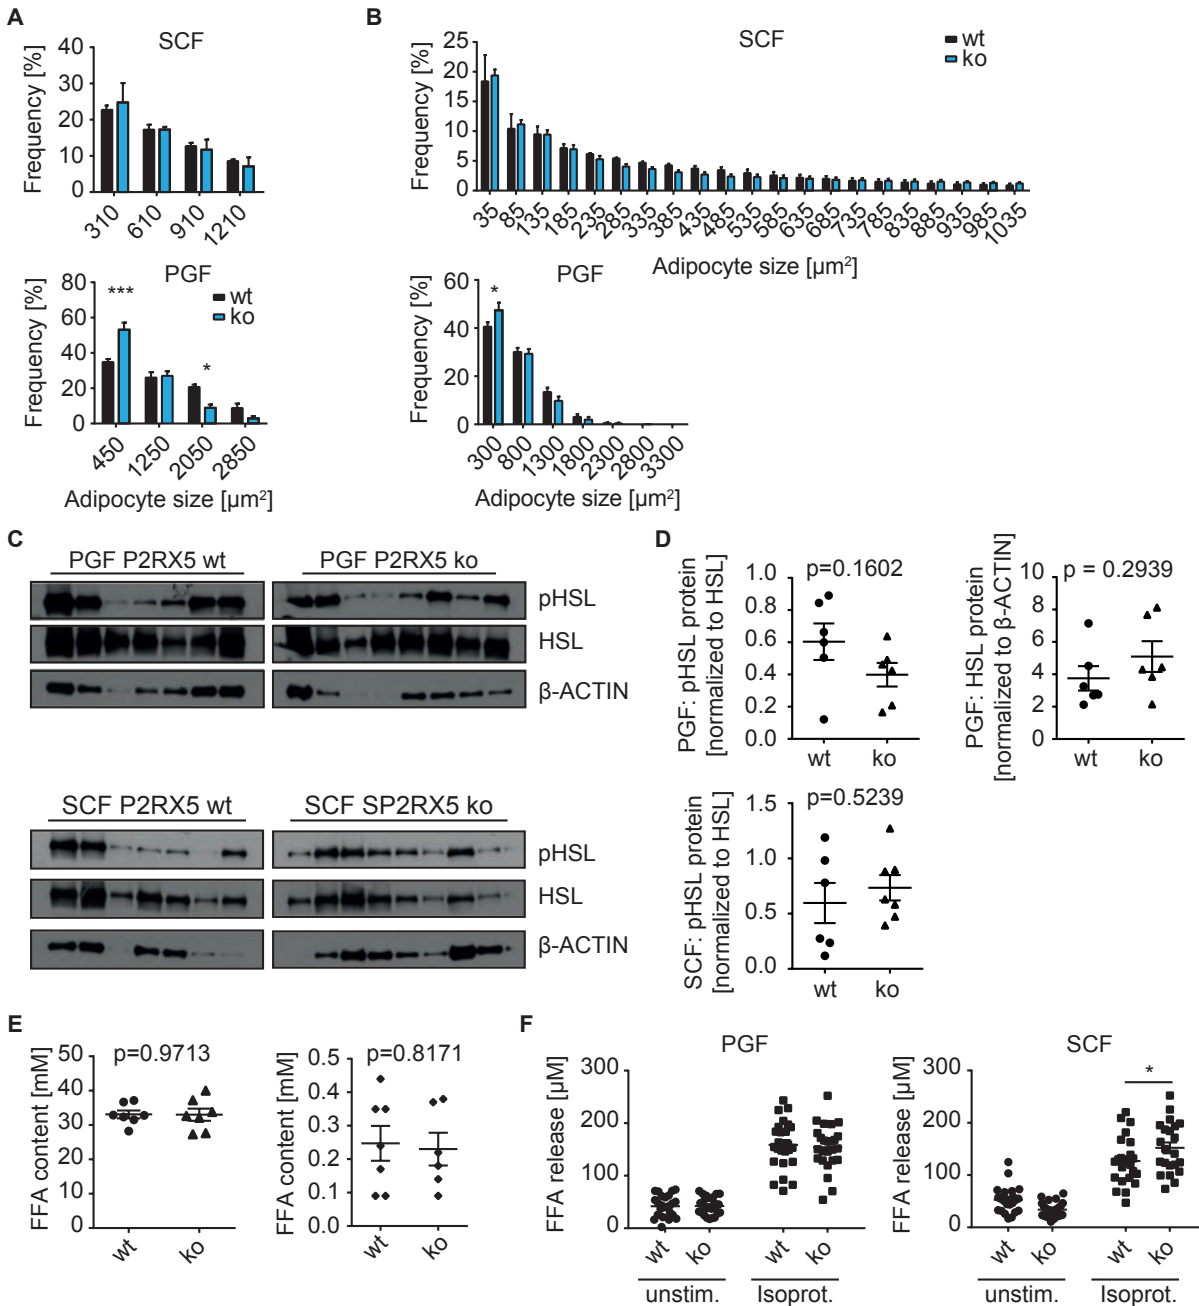 A
SCF
Frequency [%]
40
30
20
10
0
310
610
910
1210
PGF
Frequency [%]
80
60
40
20
0
***
*
wt
ko
450
1250
2050
2850
Adipocyte size [µm²]
B
SCF
Frequency [%]
25
20
15
10
5
0
wt
ko
35
85
135
185
235
285
335
385
435
485
535
585
635
685
735
785
835
885
935
985
1035
Adipocyte size [µm²]
PGF
Frequency [%]
60
40
20
0
*
300
800
1300
1800
2300
2800
3300
Adipocyte size [µm²]
C
PGF P2RX5 wt
PGF P2RX5 ko
pHSL
HSL
β-ACTIN
SCF P2RX5 wt
SCF SP2RX5 ko
pHSL
HSL
β-ACTIN
D
PGF: pHSL protein
[normalized to HSL]
p=0.1602
1.0
0.8
0.6
0.4
0.2
0.0
wt
ko
PGF: HSL protein
[normalized to β-ACTIN]
p = 0.2939
10
8
6
4
2
0
wt
ko
SCF: pHSL protein
[normalized to HSL]
p=0.5239
1.5
1.0
0.5
0.0
wt
ko
E
FFA content [mM]
p=0.9713
50
40
30
20
10
0
wt
ko
FFA content [mM]
p=0.8171
0.5
0.4
0.3
0.2
0.1
0.0
wt
ko
F
PGF
FFA release [µM]
300
200
100
0
wt
ko
wt
ko
unstim.
Isoprot.
SCF
FFA release [µM]
300
200
100
0
*
wt
ko
wt
ko
unstim.
Isoprot.